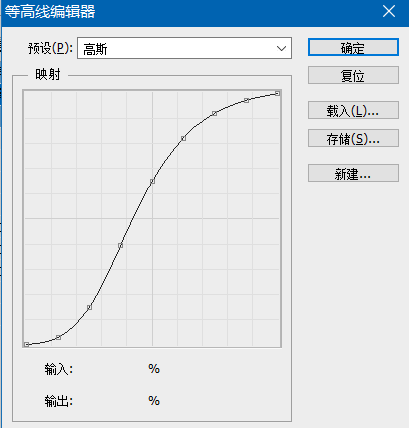 等高线编辑器
预设(P): 高斯
确定
映射
复位
载入(L)...
存储(S)...
新建...
输入: %
输出: %